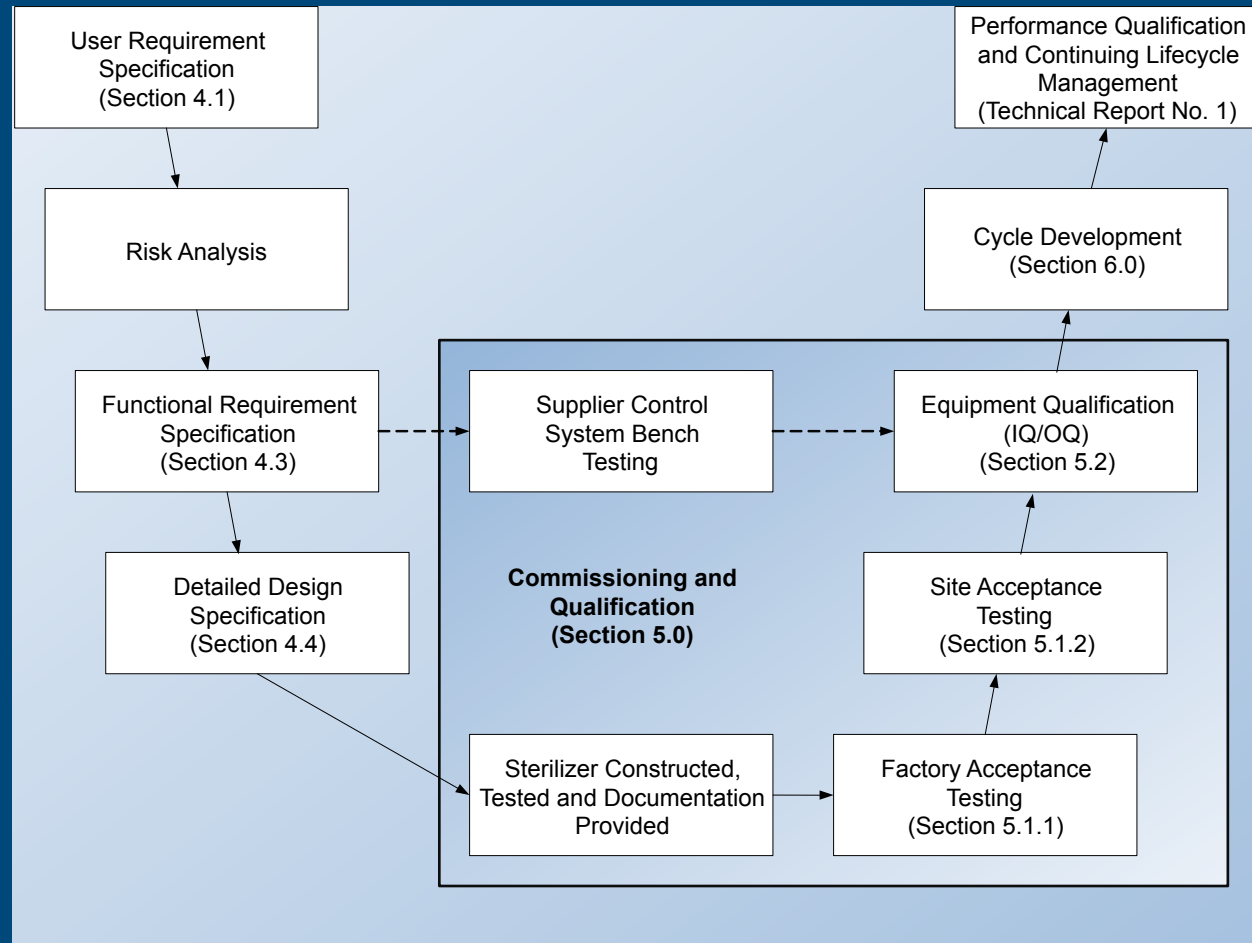 User Requirement
Specification
(Section 4.1)
Performance Qualification
and Continuing Lifecycle
Management
(Technical Report No. 1)
Risk Analysis
Cycle Development
(Section 6.0)
Functional Requirement
Specification
(Section 4.3)
Supplier Control
System Bench
Testing
Equipment Qualification
(IQ/OQ)
(Section 5.2)
Detailed Design
Specification
(Section 4.4)
Commissioning and
Qualification
(Section 5.0)
Site Acceptance
Testing
(Section 5.1.2)
Sterilizer Constructed,
Tested and Documentation
Provided
Factory Acceptance
Testing
(Section 5.1.1)